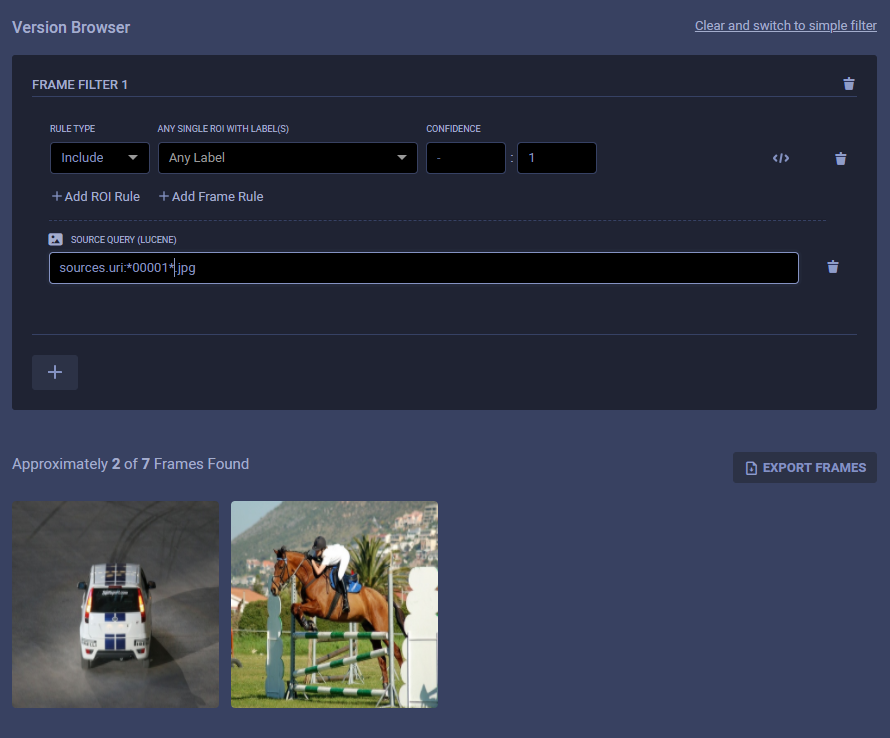 Version Browser
Clear and switch to simple filter
FRAME FILTER 1
RULE TYPE ANY SINGLE ROI WITH LABEL(S) CONFIDENCE
Include Any Label - : 1 </>
+ Add ROI Rule + Add Frame Rule
SOURCE QUERY (LUCENE)
sources.uri:*00001*.jpg
+
Approximately 2 of 7 Frames Found
EXPORT FRAMES